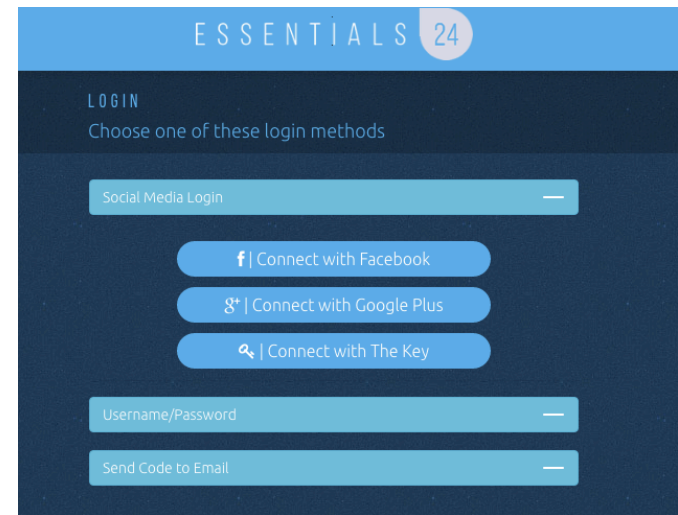 ESSENTIALS 24
LOGIN
Choose one of these login methods
Social Media Login
f | Connect with Facebook
g+ | Connect with Google Plus
| Connect with The Key
Username/Password
Send Code to Email